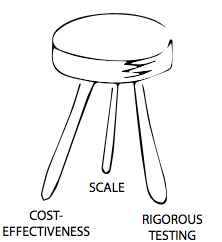 SCALE
COST-
EFFECTIVENESS
RIGOROUS
TESTING